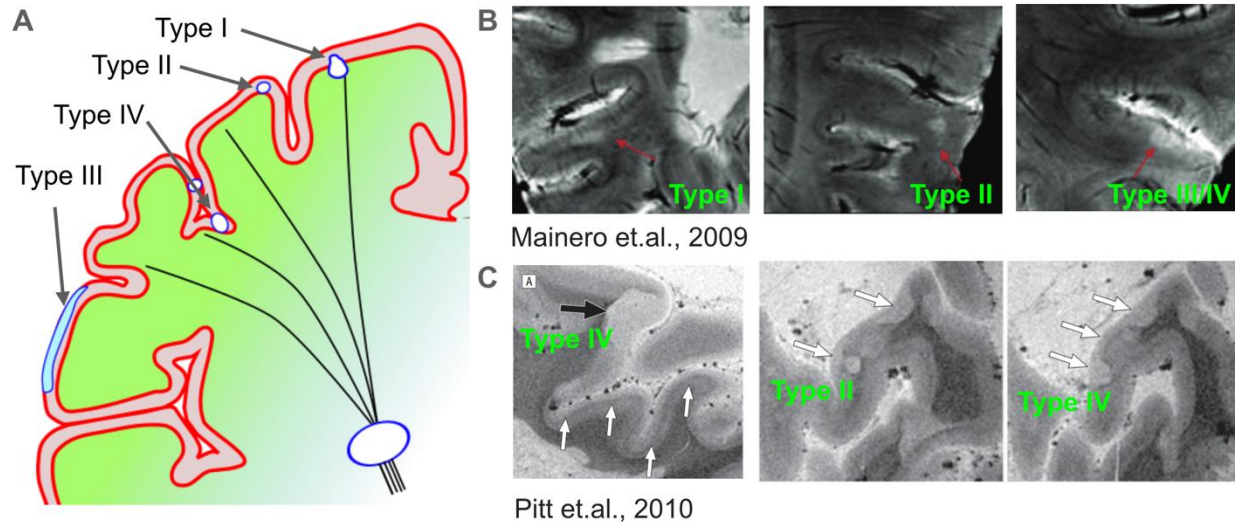 A
Type I
Type II
Type IV
Type III
B
Type I
Type II
Type III/IV
Mainero et.al., 2009
C
A
Type IV
Type II
Type IV
Pitt et.al., 2010